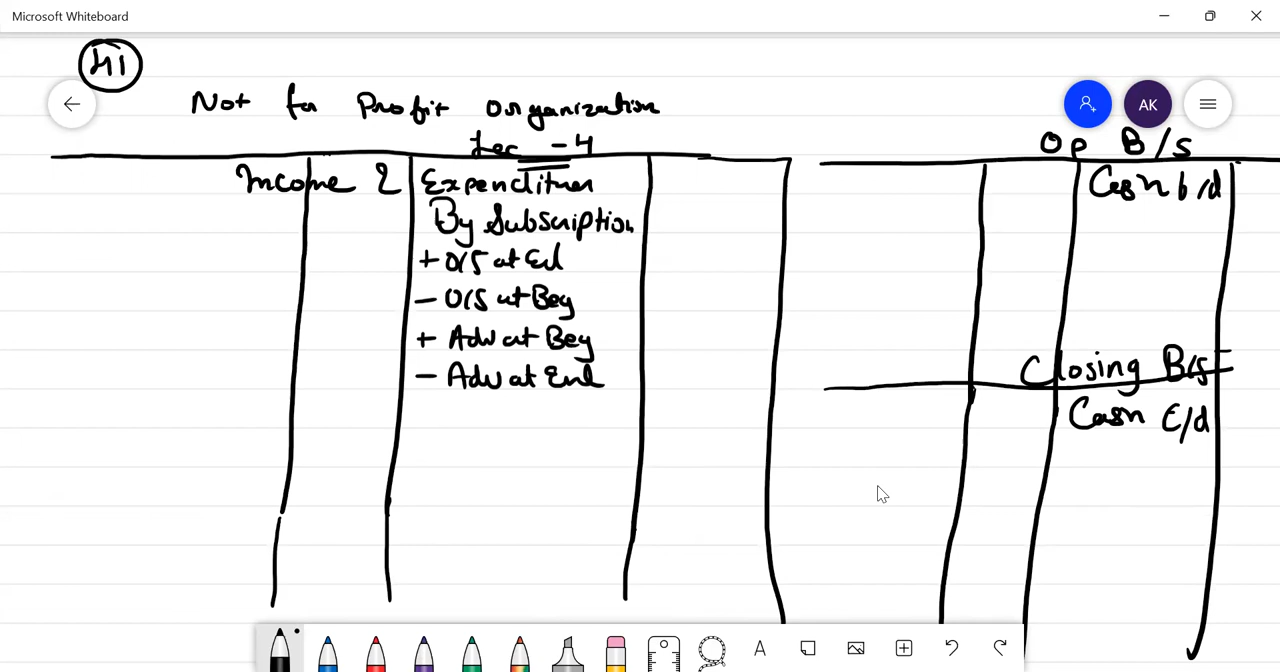 Microsoft Whiteboard
Not for Profit organization
Lec - 4
AK
Income & Expenditure
By Subscription
+ O/S at End
- O/S at Beg
+ Adv at Beg
- Adv at End
Op B/s
Cash b/d
Closing B/s
Cash c/d
A